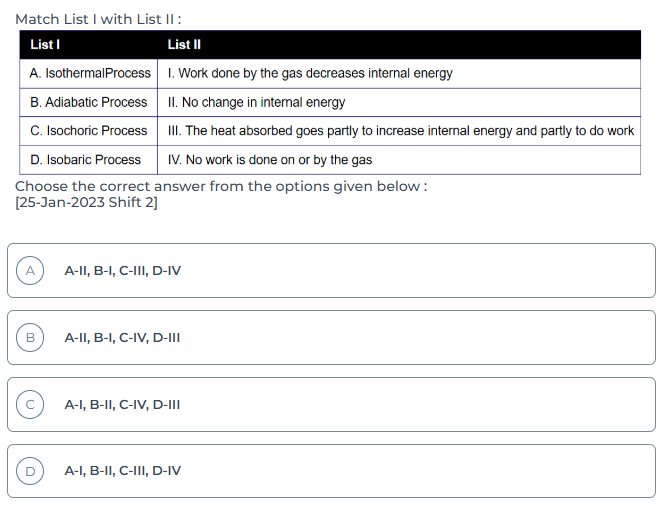 Match List I with List II :
List I List II
A. IsothermalProcess I. Work done by the gas decreases internal energy
B. Adiabatic Process II. No change in internal energy
C. Isochoric Process III. The heat absorbed goes partly to increase internal energy and partly to do work
D. Isobaric Process IV. No work is done on or by the gas
Choose the correct answer from the options given below :
[25-Jan-2023 Shift 2]
A A-II, B-I, C-III, D-IV
B A-II, B-I, C-IV, D-III
C A-I, B-II, C-IV, D-III
D A-I, B-II, C-III, D-IV